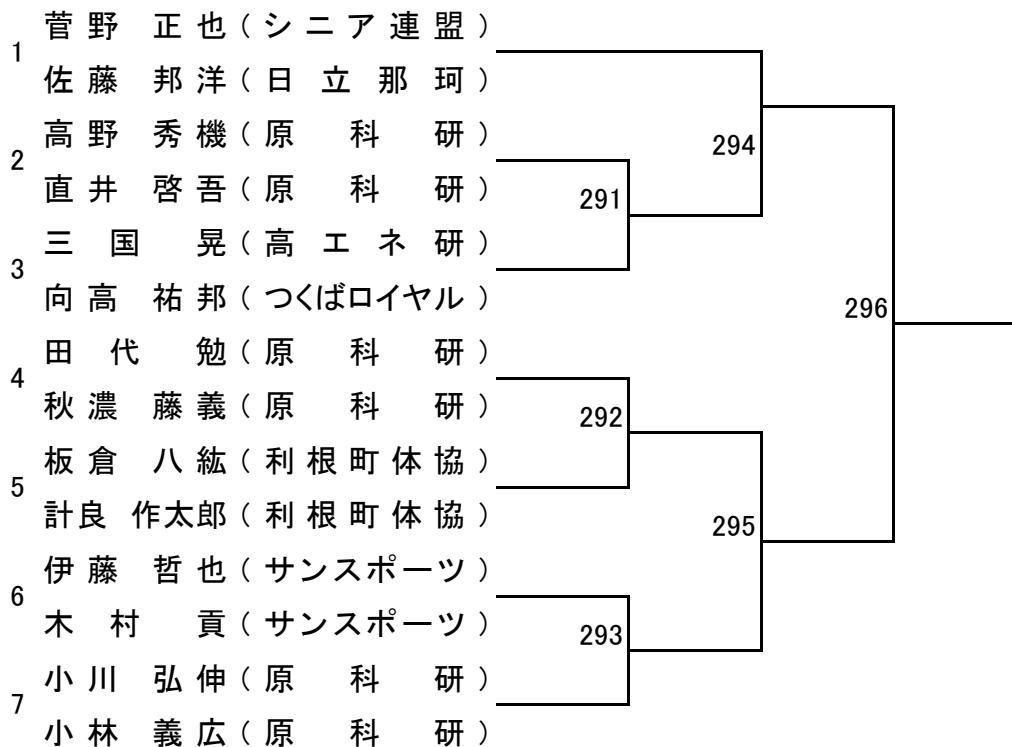 菅野 正也(シニア連盟)
1
佐藤 邦洋(日立那珂)
高野 秀機(原科研)
2
直井 啓吾(原科研)
三国 晃(高エネ研)
3
向高 祐邦(つくばロイヤル)
田代 勉(原科研)
4
秋濃 藤義(原科研)
板倉 八紘(利根町体協)
5
計良 作太郎(利根町体協)
伊藤 哲也(サンスポーツ)
6
木村 貢(サンスポーツ)
小川 弘伸(原科研)
7
小林 義広(原科研)
291
292
293
294
295
296